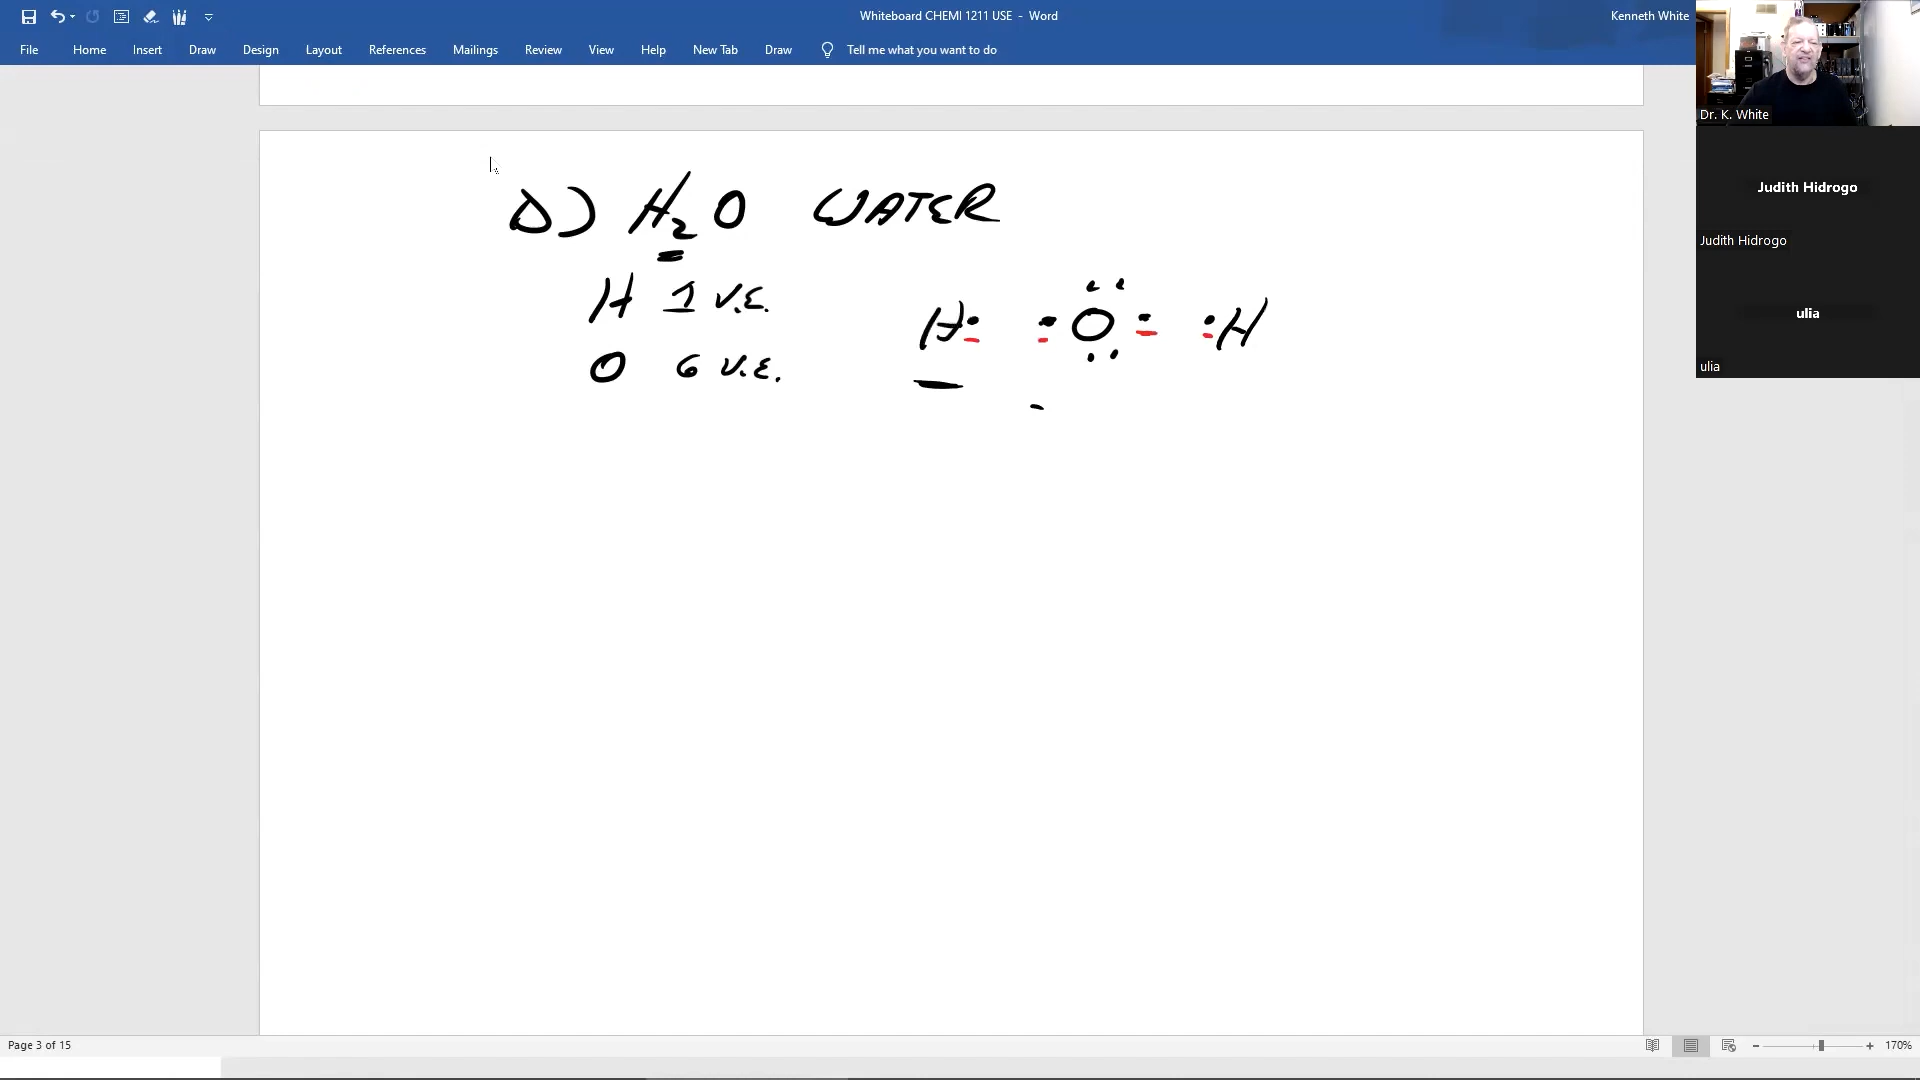 Whiteboard CHEMI 1211 USE - Word
Kenneth White
File Home Insert Draw Design Layout References Mailings Review View Help New Tab Draw Tell me what you want to do
Dr. K. White
Judith Hidrogo
Judith Hidrogo
ulia
ulia
D) H₂O WATER
H 1 V.E.
O 6 V.E.
H• •O• •H
Page 3 of 15
170%